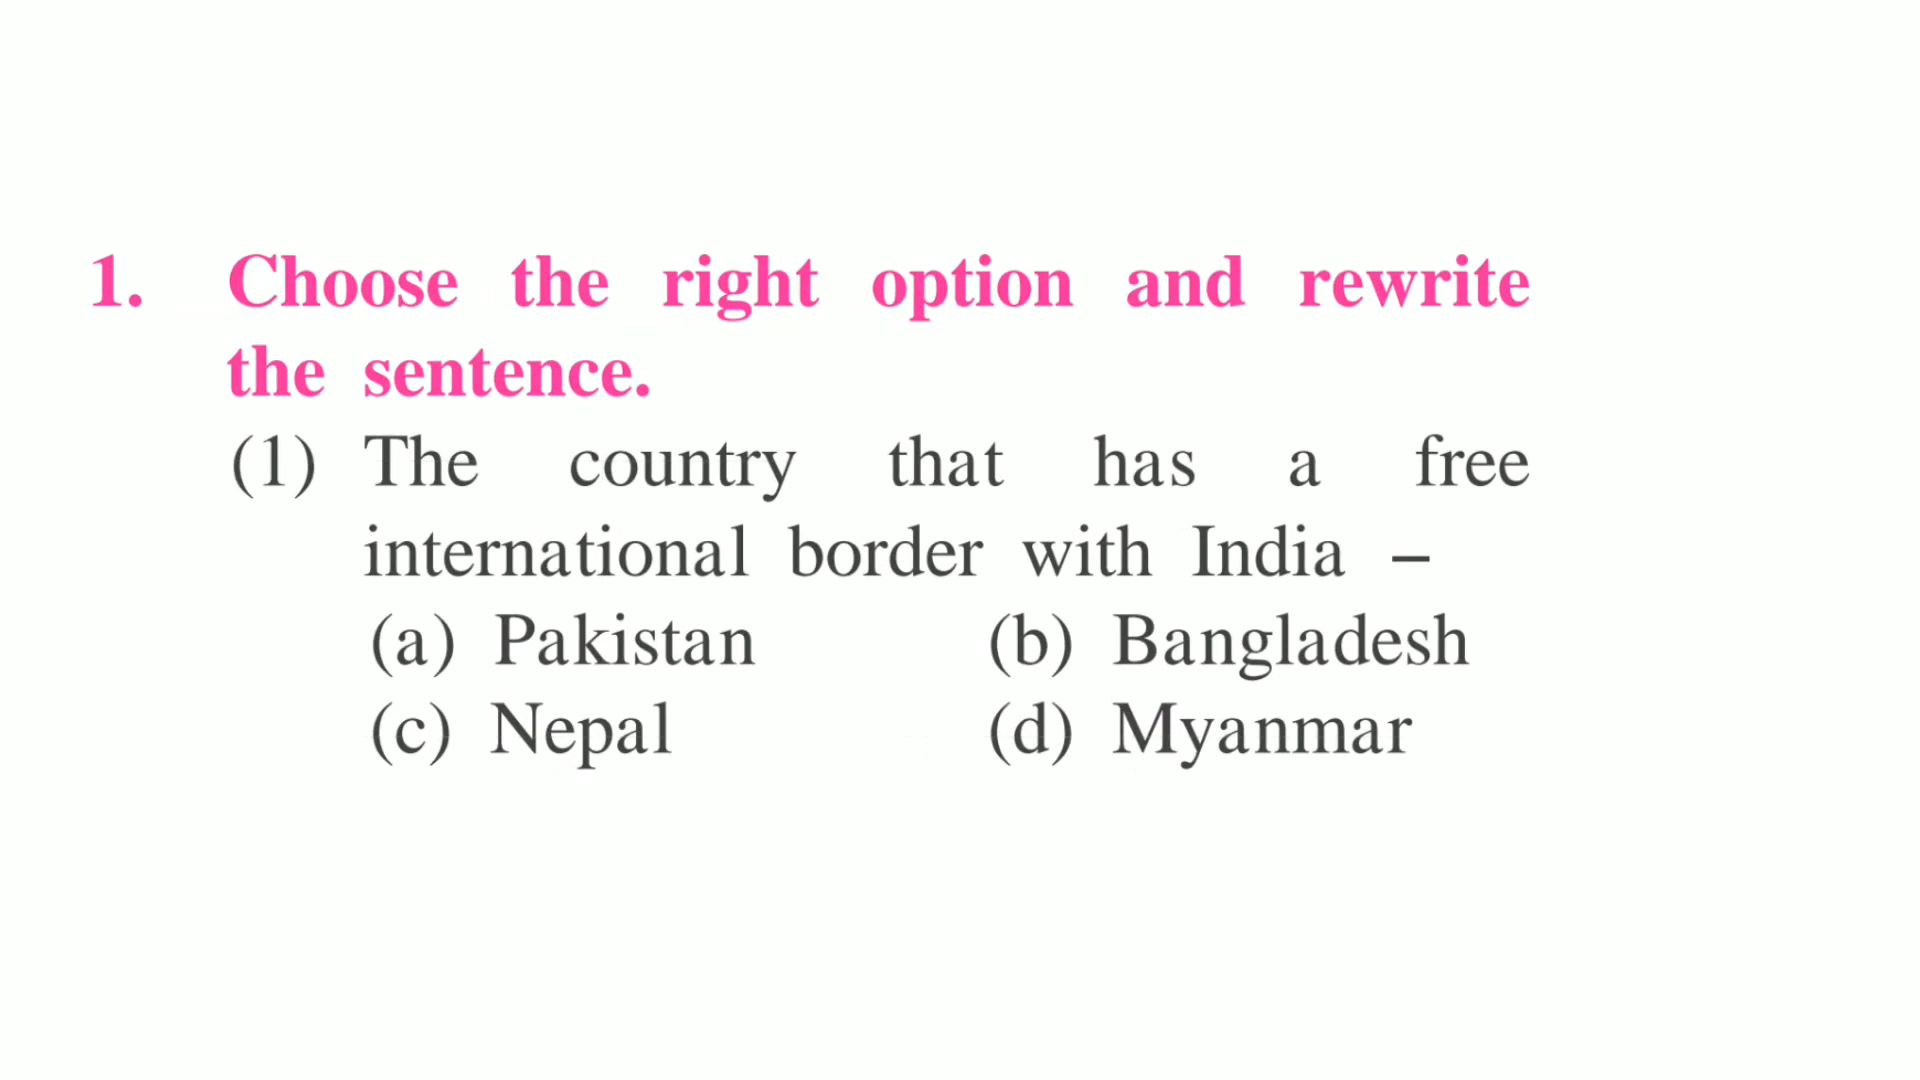 1. Choose the right option and rewrite
the sentence.
(1) The country that has a free
international border with India –
(a) Pakistan (b) Bangladesh
(c) Nepal (d) Myanmar